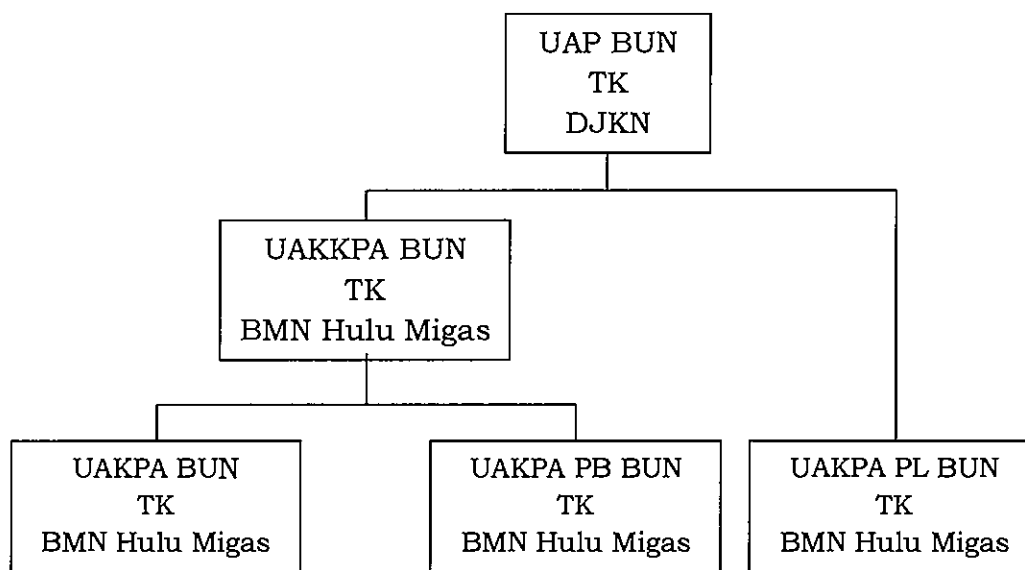 UAP BUN
TK
DJKN
UAKKPA BUN
TK
BMN Hulu Migas
UAKPA BUN
TK
BMN Hulu Migas
UAKPA PB BUN
TK
BMN Hulu Migas
UAKPA PL BUN
TK
BMN Hulu Migas